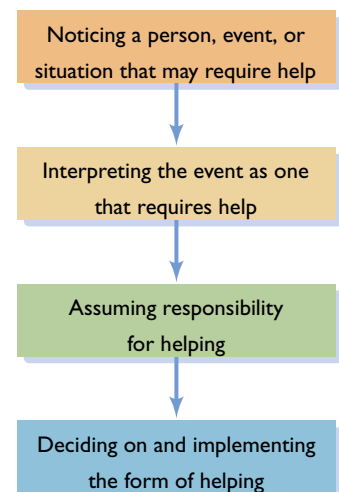 Noticing a person, event, or
situation that may require help
Interpreting the event as one
that requires help
Assuming responsibility
for helping
Deciding on and implementing
the form of helping